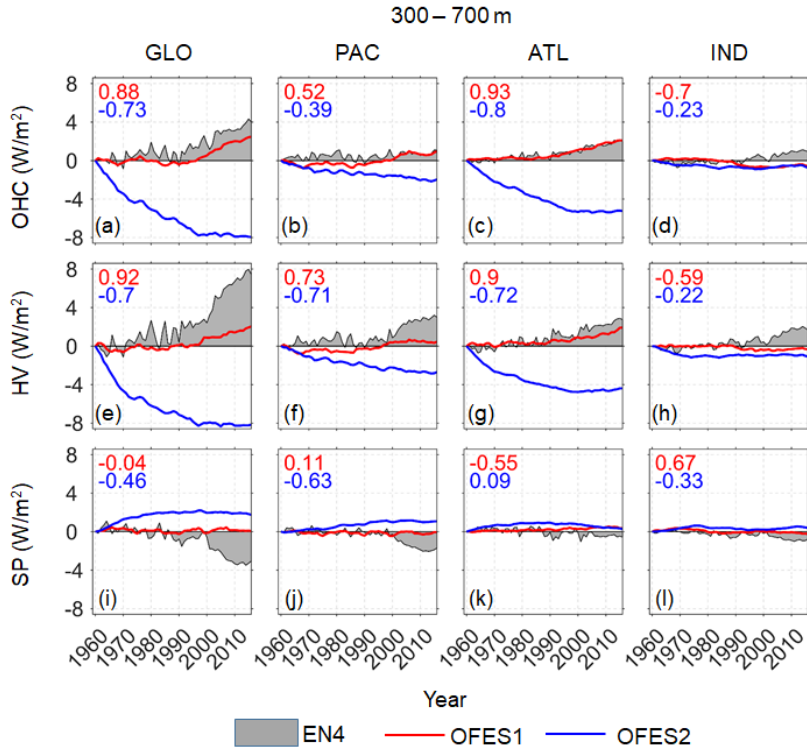 300 – 700 m
GLO PAC ATL IND
OHC (W/m²)
8 4 0 -4 -8
0.88
-0.73
(a)
0.52
-0.39
(b)
0.93
-0.8
(c)
-0.7
-0.23
(d)
HV (W/m²)
8 4 0 -4 -8
0.92
-0.7
(e)
0.73
-0.71
(f)
0.9
-0.72
(g)
-0.59
-0.22
(h)
SP (W/m²)
8 4 0 -4 -8
-0.04
-0.46
(i)
0.11
-0.63
(j)
-0.55
0.09
(k)
0.67
-0.33
(l)
1960 1970 1980 1990 2000 2010
1960 1970 1980 1990 2000 2010
1960 1970 1980 1990 2000 2010
1960 1970 1980 1990 2000 2010
Year
EN4 OFES1 OFES2